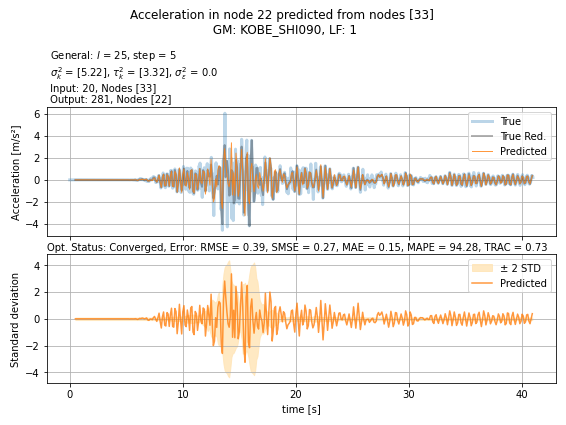 Acceleration in node 22 predicted from nodes [33]
GM: KOBE_SHI090, LF: 1
General: l = 25, step = 5
σ²ₖ = [5.22], τ²ₖ = [3.32], σ²ε = 0.0
Input: 20, Nodes [33]
Output: 281, Nodes [22]
Acceleration [m/s²]
6
4
2
0
−2
−4
True
True Red.
Predicted
Opt. Status: Converged, Error: RMSE = 0.39, SMSE = 0.27, MAE = 0.15, MAPE = 94.28, TRAC = 0.73
Standard deviation
4
2
0
−2
−4
± 2 STD
Predicted
0 10 20 30 40
time [s]